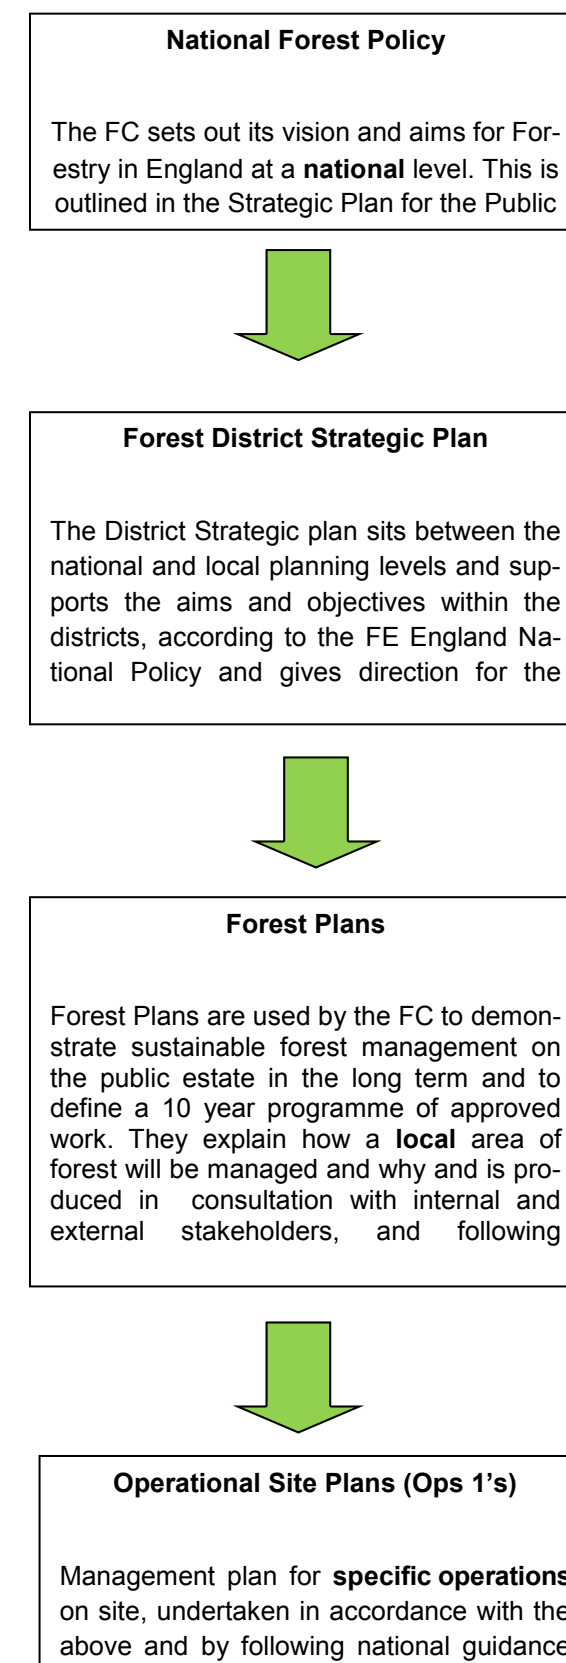 National Forest Policy
The FC sets out its vision and aims for For-
estry in England at a national level. This is
outlined in the Strategic Plan for the Public
Forest District Strategic Plan
The District Strategic plan sits between the
national and local planning levels and sup-
ports the aims and objectives within the
districts, according to the FE England Na-
tional Policy and gives direction for the
Forest Plans
Forest Plans are used by the FC to demon-
strate sustainable forest management on
the public estate in the long term and to
define a 10 year programme of approved
work. They explain how a local area of
forest will be managed and why and is pro-
duced in consultation with internal and
external stakeholders, and following
Operational Site Plans (Ops 1's)
Management plan for specific operations
on site, undertaken in accordance with the
above and by following national guidance